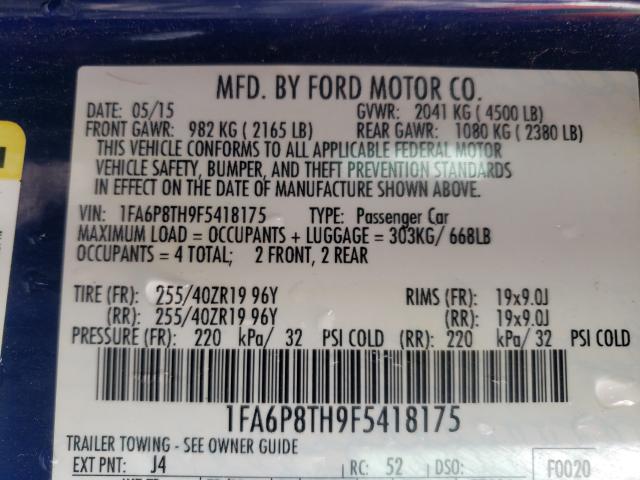 MFD. BY FORD MOTOR CO.
DATE: 05/15 GVWR: 2041 KG ( 4500 LB)
FRONT GAWR: 982 KG ( 2165 LB) REAR GAWR: 1080 KG ( 2380 LB)
THIS VEHICLE CONFORMS TO ALL APPLICABLE FEDERAL MOTOR
VEHICLE SAFETY, BUMPER, AND THEFT PREVENTION STANDARDS
IN EFFECT ON THE DATE OF MANUFACTURE SHOWN ABOVE.
VIN: 1FA6P8TH9F5418175 TYPE: Passenger Car
MAXIMUM LOAD = OCCUPANTS + LUGGAGE = 303KG/ 668LB
OCCUPANTS = 4 TOTAL; 2 FRONT, 2 REAR
TIRE (FR): 255/40ZR19 96Y RIMS (FR): 19x9.0J
(RR): 255/40ZR19 96Y (RR): 19x9.0J
PRESSURE (FR): 220 kPa/ 32 PSI COLD (RR): 220 kPa/ 32 PSI COLD
1FA6P8TH9F5418175
TRAILER TOWING - SEE OWNER GUIDE
EXT PNT: J4 RC: 52 DSO: F0020